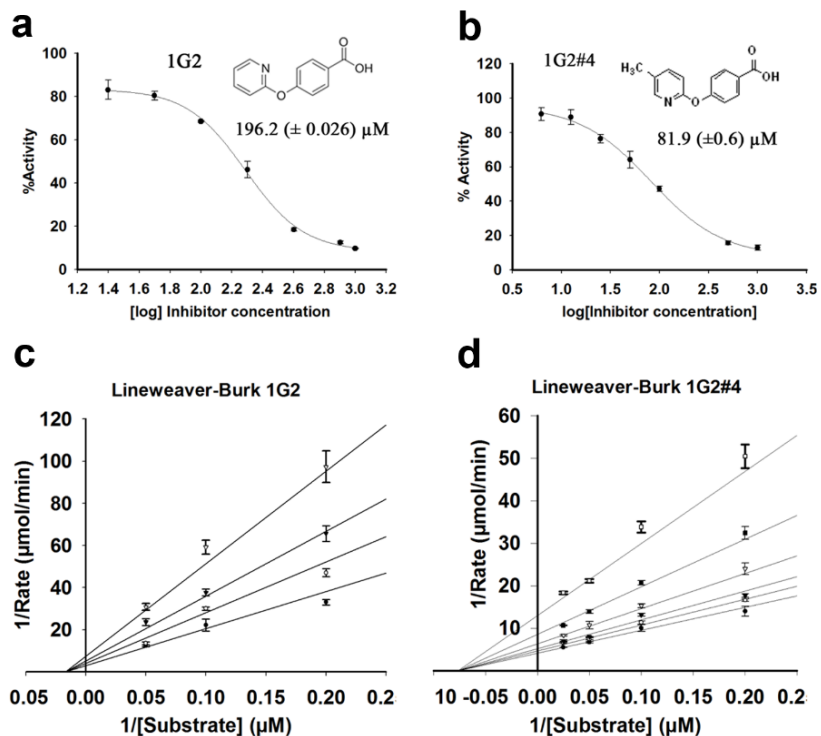 a
1G2
N
O
O
OH
196.2 (± 0.026) µM
%Activity
100
80
60
40
20
0
1.2 1.4 1.6 1.8 2.0 2.2 2.4 2.6 2.8 3.0 3.2
[log] Inhibitor concentration
b
1G2#4
H₃C
N
O
O
OH
81.9 (±0.6) µM
% Activity
120
100
80
60
40
20
0
0.5 1.0 1.5 2.0 2.5 3.0 3.5
log[Inhibitor concentration]
c
Lineweaver-Burk 1G2
1/Rate (µmol/min)
120
100
80
60
40
20
0.05 0.00 0.05 0.10 0.15 0.20 0.2
1/[Substrate] (µM)
d
Lineweaver-Burk 1G2#4
1/Rate (µmol/min)
60
50
40
30
20
10
10 -0.05 0.00 0.05 0.10 0.15 0.20 0.2
1/[Substrate] (µM)